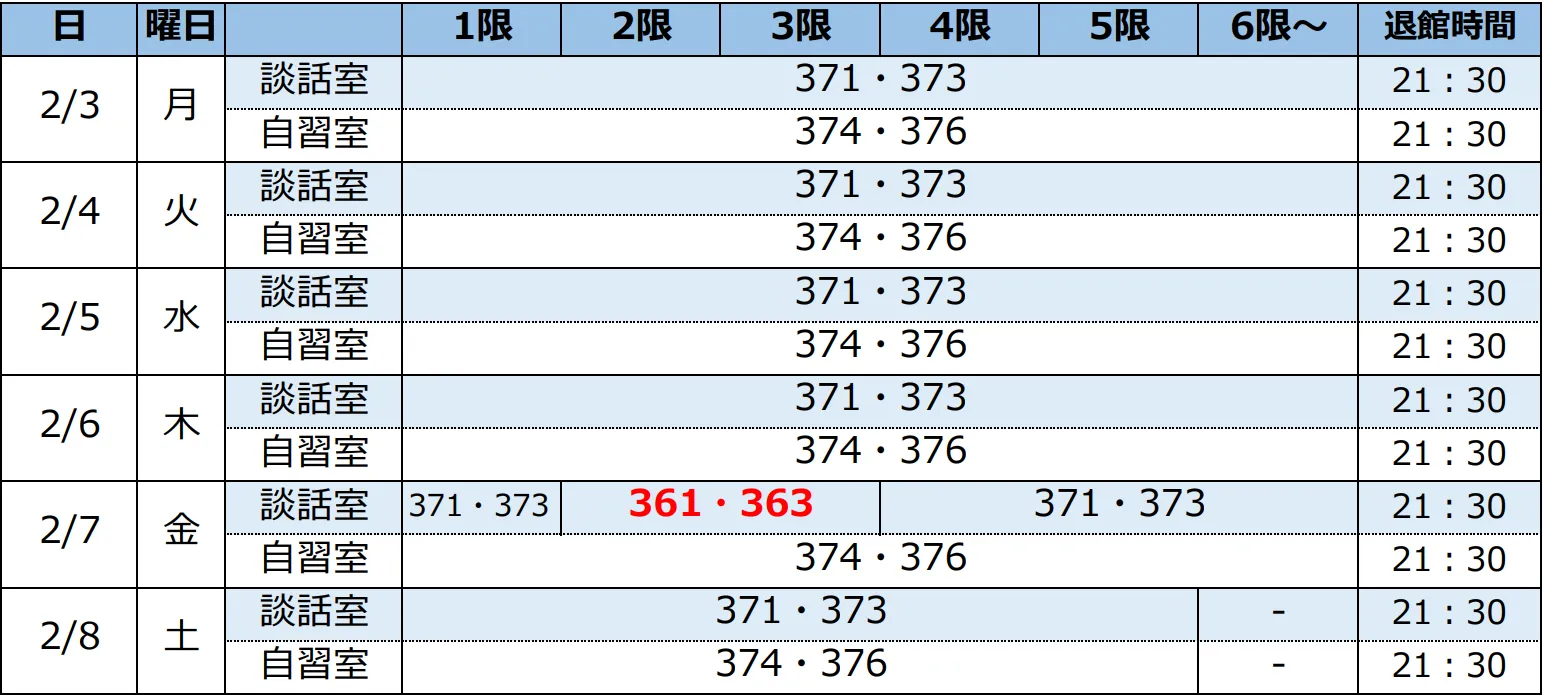 日 曜日 1限 2限 3限 4限 5限 6限～ 退館時間
2/3 月 談話室 371・373 21：30
自習室 374・376 21：30
2/4 火 談話室 371・373 21：30
自習室 374・376 21：30
2/5 水 談話室 371・373 21：30
自習室 374・376 21：30
2/6 木 談話室 371・373 21：30
自習室 374・376 21：30
2/7 金 談話室 371・373 361・363 371・373 21：30
自習室 374・376 21：30
2/8 土 談話室 371・373 - 21：30
自習室 374・376 - 21：30